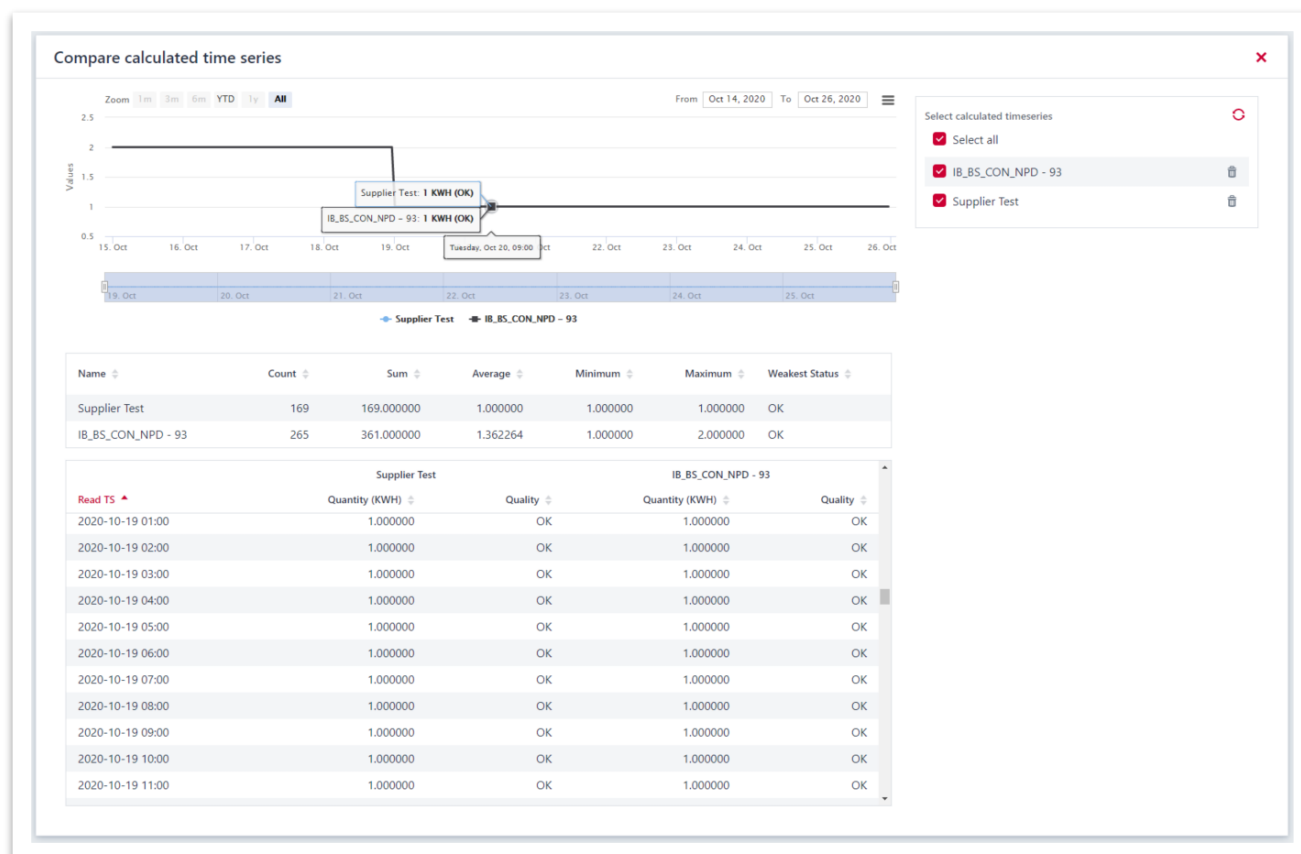 Compare calculated time series
Zoom 1m 3m 6m YTD 1y All
From Oct 14, 2020 To Oct 26, 2020
2.5
2
1.5
1
0.5
Values
Supplier Test: 1 KWH (OK)
IB_BS_CON_NPD – 93: 1 KWH (OK)
Tuesday, Oct 20, 09:00
15. Oct 16. Oct 17. Oct 18. Oct 19. Oct Oct 22. Oct 23. Oct 24. Oct 25. Oct 26. Oct
19. Oct 20. Oct 21. Oct 22. Oct 23. Oct 24. Oct 25. Oct
Supplier Test IB_BS_CON_NPD – 93
Select calculated timeseries
Select all
IB_BS_CON_NPD - 93
Supplier Test
Name Count Sum Average Minimum Maximum Weakest Status
Supplier Test 169 169.000000 1.000000 1.000000 1.000000 OK
IB_BS_CON_NPD - 93 265 361.000000 1.362264 1.000000 2.000000 OK
Supplier Test IB_BS_CON_NPD - 93
Read TS Quantity (KWH) Quality Quantity (KWH) Quality
2020-10-19 01:00 1.000000 OK 1.000000 OK
2020-10-19 02:00 1.000000 OK 1.000000 OK
2020-10-19 03:00 1.000000 OK 1.000000 OK
2020-10-19 04:00 1.000000 OK 1.000000 OK
2020-10-19 05:00 1.000000 OK 1.000000 OK
2020-10-19 06:00 1.000000 OK 1.000000 OK
2020-10-19 07:00 1.000000 OK 1.000000 OK
2020-10-19 08:00 1.000000 OK 1.000000 OK
2020-10-19 09:00 1.000000 OK 1.000000 OK
2020-10-19 10:00 1.000000 OK 1.000000 OK
2020-10-19 11:00 1.000000 OK 1.000000 OK